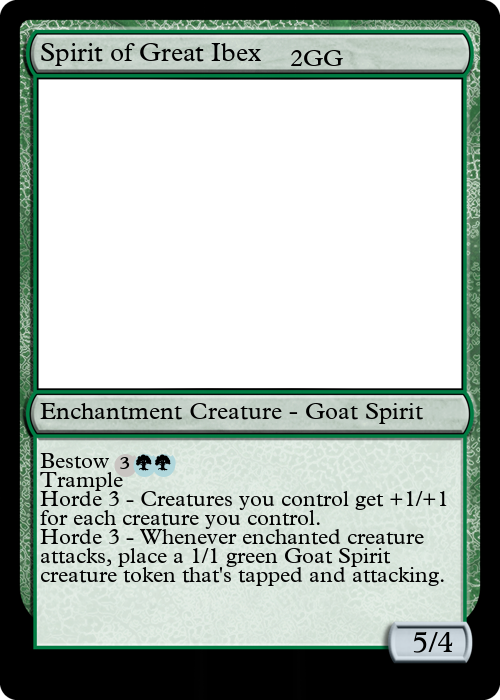 Spirit of Great Ibex 2GG
Enchantment Creature - Goat Spirit
Bestow 3
Trample
Horde 3 - Creatures you control get +1/+1
for each creature you control.
Horde 3 - Whenever enchanted creature
attacks, place a 1/1 green Goat Spirit
creature token that's tapped and attacking.
5/4